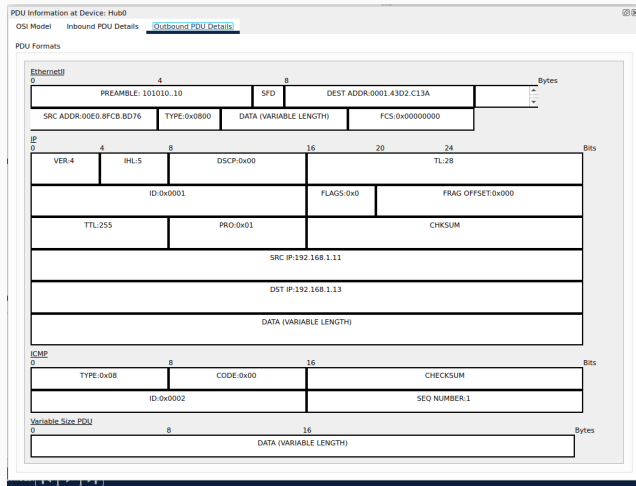 PDU Information at Device: Hub0
OSI Model Inbound PDU Details Outbound PDU Details
PDU Formats
EthernetII
0 4 8 Bytes
PREAMBLE: 101010..10 SFD DEST ADDR:0001.43D2.C13A
SRC ADDR:00E0.8FCB.BD76 TYPE:0x0800 DATA (VARIABLE LENGTH) FCS:0x00000000
IP
0 4 8 16 20 24 Bits
VER:4 IHL:5 DSCP:0x00 TL:28
ID:0x0001 FLAGS:0x0 FRAG OFFSET:0x000
TTL:255 PRO:0x01 CHKSUM
SRC IP:192.168.1.11
DST IP:192.168.1.13
DATA (VARIABLE LENGTH)
ICMP
0 8 16 Bits
TYPE:0x08 CODE:0x00 CHECKSUM
ID:0x0002 SEQ NUMBER:1
Variable Size PDU
0 8 16 Bytes
DATA (VARIABLE LENGTH)